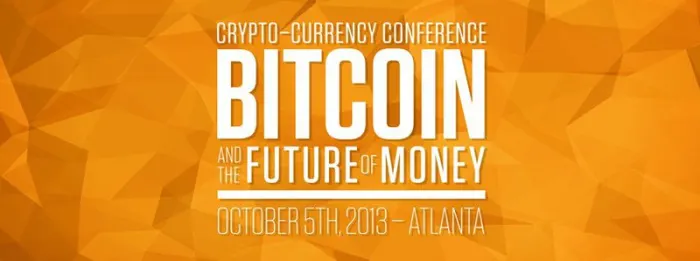 CRYPTO-CURRENCY CONFERENCE
BITCOIN
AND THE FUTURE OF MONEY
OCTOBER 5TH, 2013 – ATLANTA